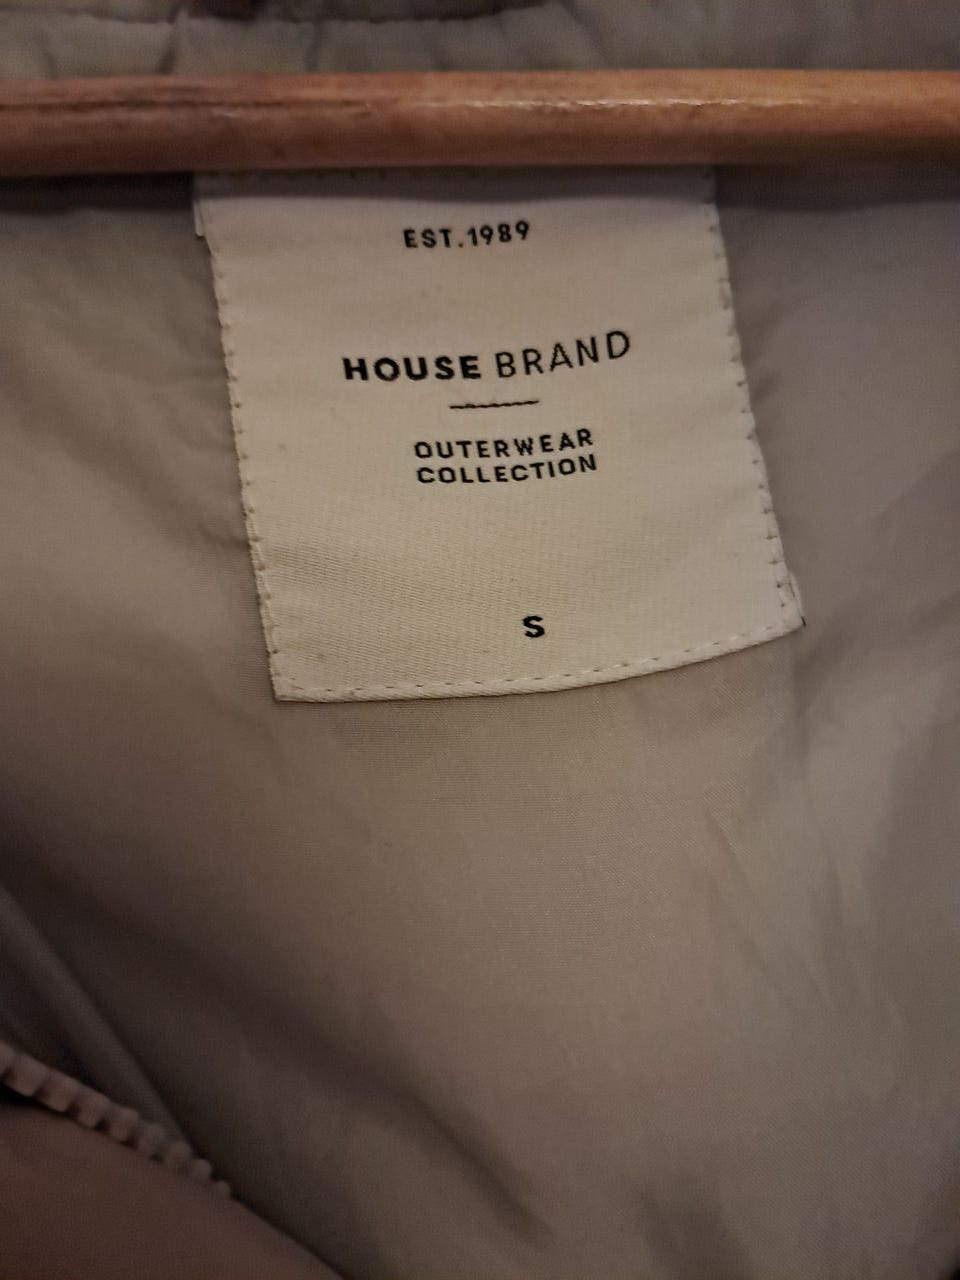 EST.1989
HOUSE BRAND
OUTERWEAR
COLLECTION
S